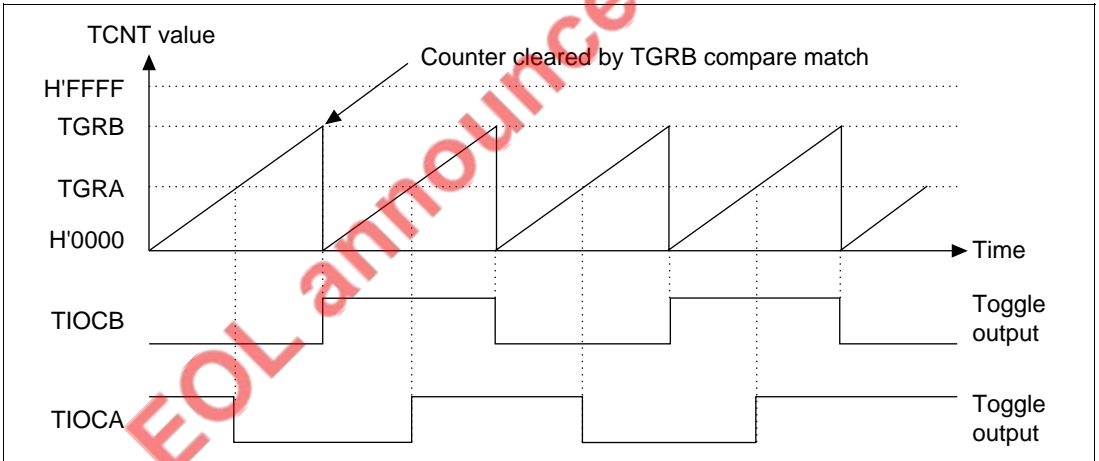 TCNT value
Counter cleared by TGRB compare match
H'FFFF
TGRB
TGRA
H'0000
Time
TIOCB
Toggle
output
TIOCA
Toggle
output
EOL announce